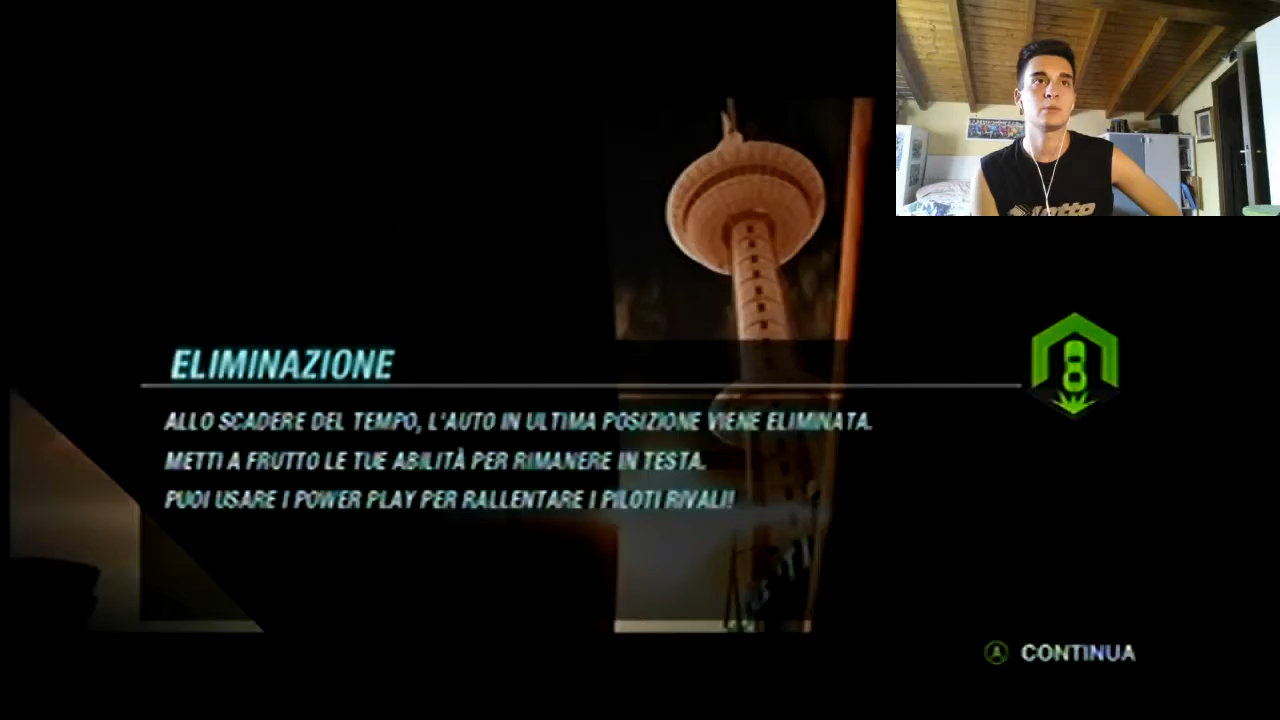 lotto
ELIMINAZIONE
ALLO SCADERE DEL TEMPO, L'AUTO IN ULTIMA POSIZIONE VIENE ELIMINATA.
METTI A FRUTTO LE TUE ABILITÀ PER RIMANERE IN TESTA.
PUOI USARE I POWER PLAY PER RALLENTARE I PILOTI RIVALI!
A CONTINUA